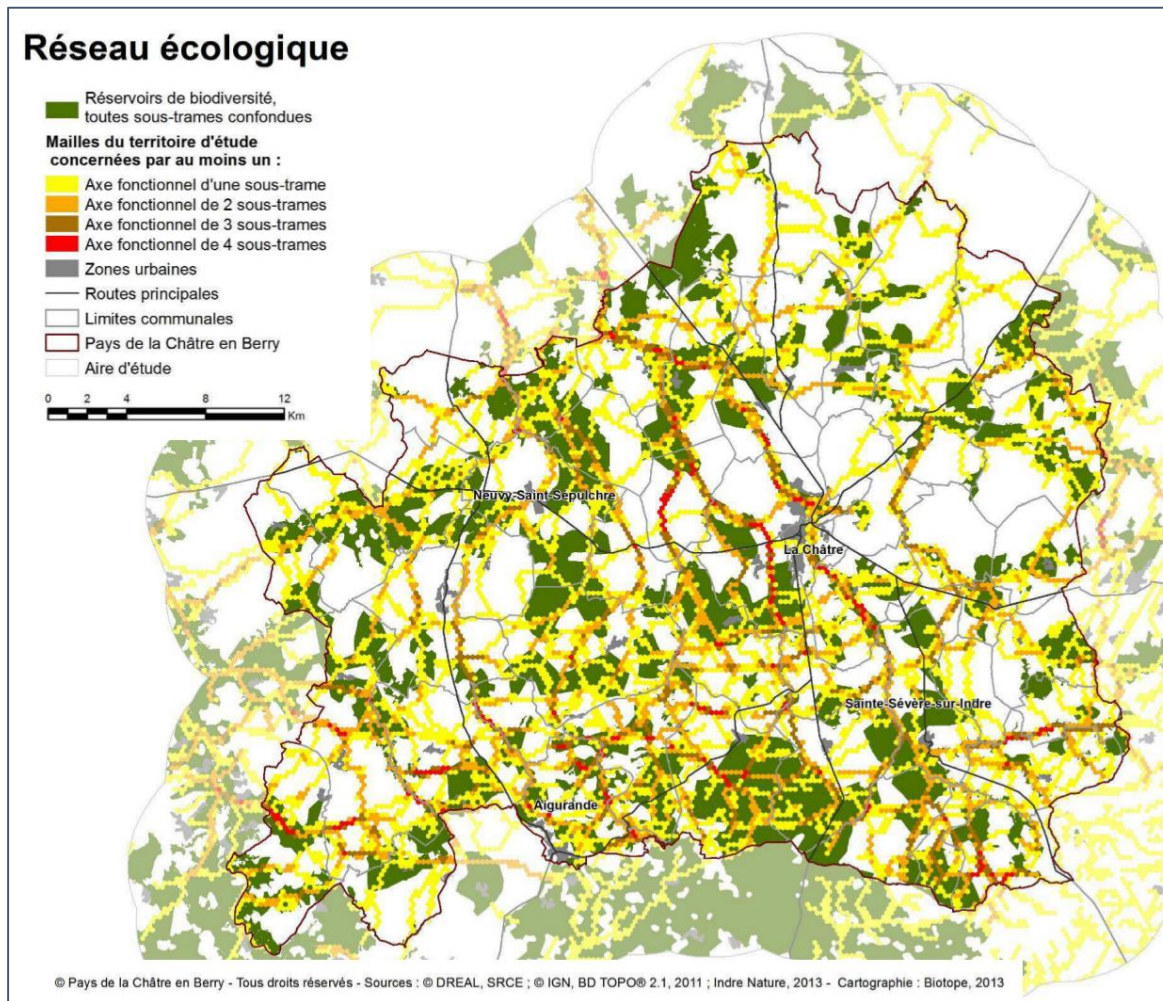 Réseau écologique
Réservoirs de biodiversité,
toutes sous-trames confondues
Mailles du territoire d'étude
concernées par au moins un :
Axe fonctionnel d'une sous-trame
Axe fonctionnel de 2 sous-trames
Axe fonctionnel de 3 sous-trames
Axe fonctionnel de 4 sous-trames
Zones urbaines
Routes principales
Limites communales
Pays de la Châtre en Berry
Aire d'étude
0 2 4 8 12
Km
Neuvy-Saint-Sépulchre
La Châtre
Sainte-Sévère-sur-Indre
Aigurande
© Pays de la Châtre en Berry - Tous droits réservés - Sources : © DREAL, SRCE ; © IGN, BD TOPO® 2.1, 2011 ; Indre Nature, 2013 - Cartographie : Biotope, 2013